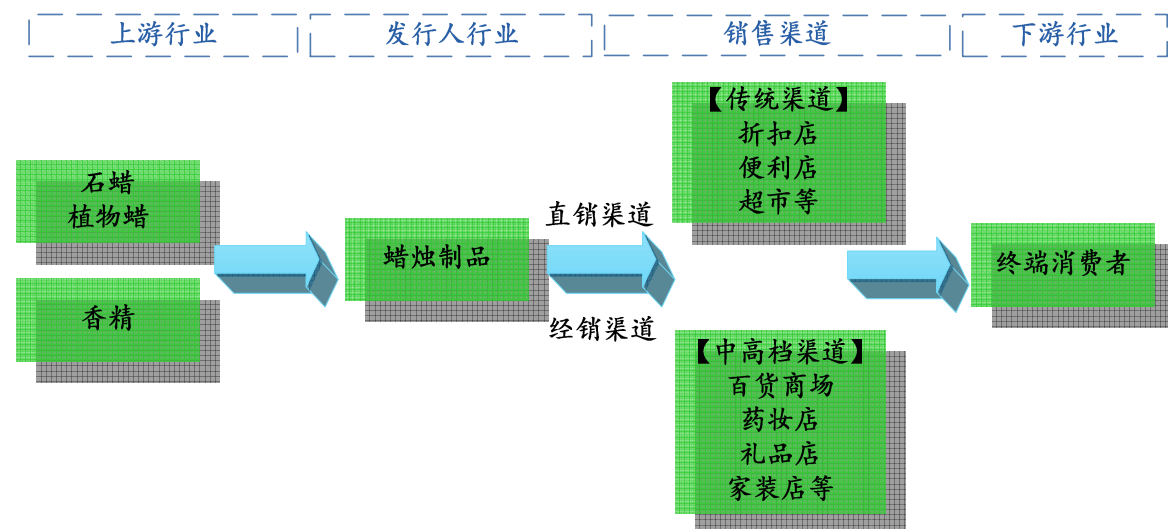 上游行业
发行人行业
销售渠道
下游行业
石蜡
植物蜡
香精
蜡烛制品
直销渠道
经销渠道
【传统渠道】
折扣店
便利店
超市等
【中高档渠道】
百货商场
药妆店
礼品店
家装店等
终端消费者